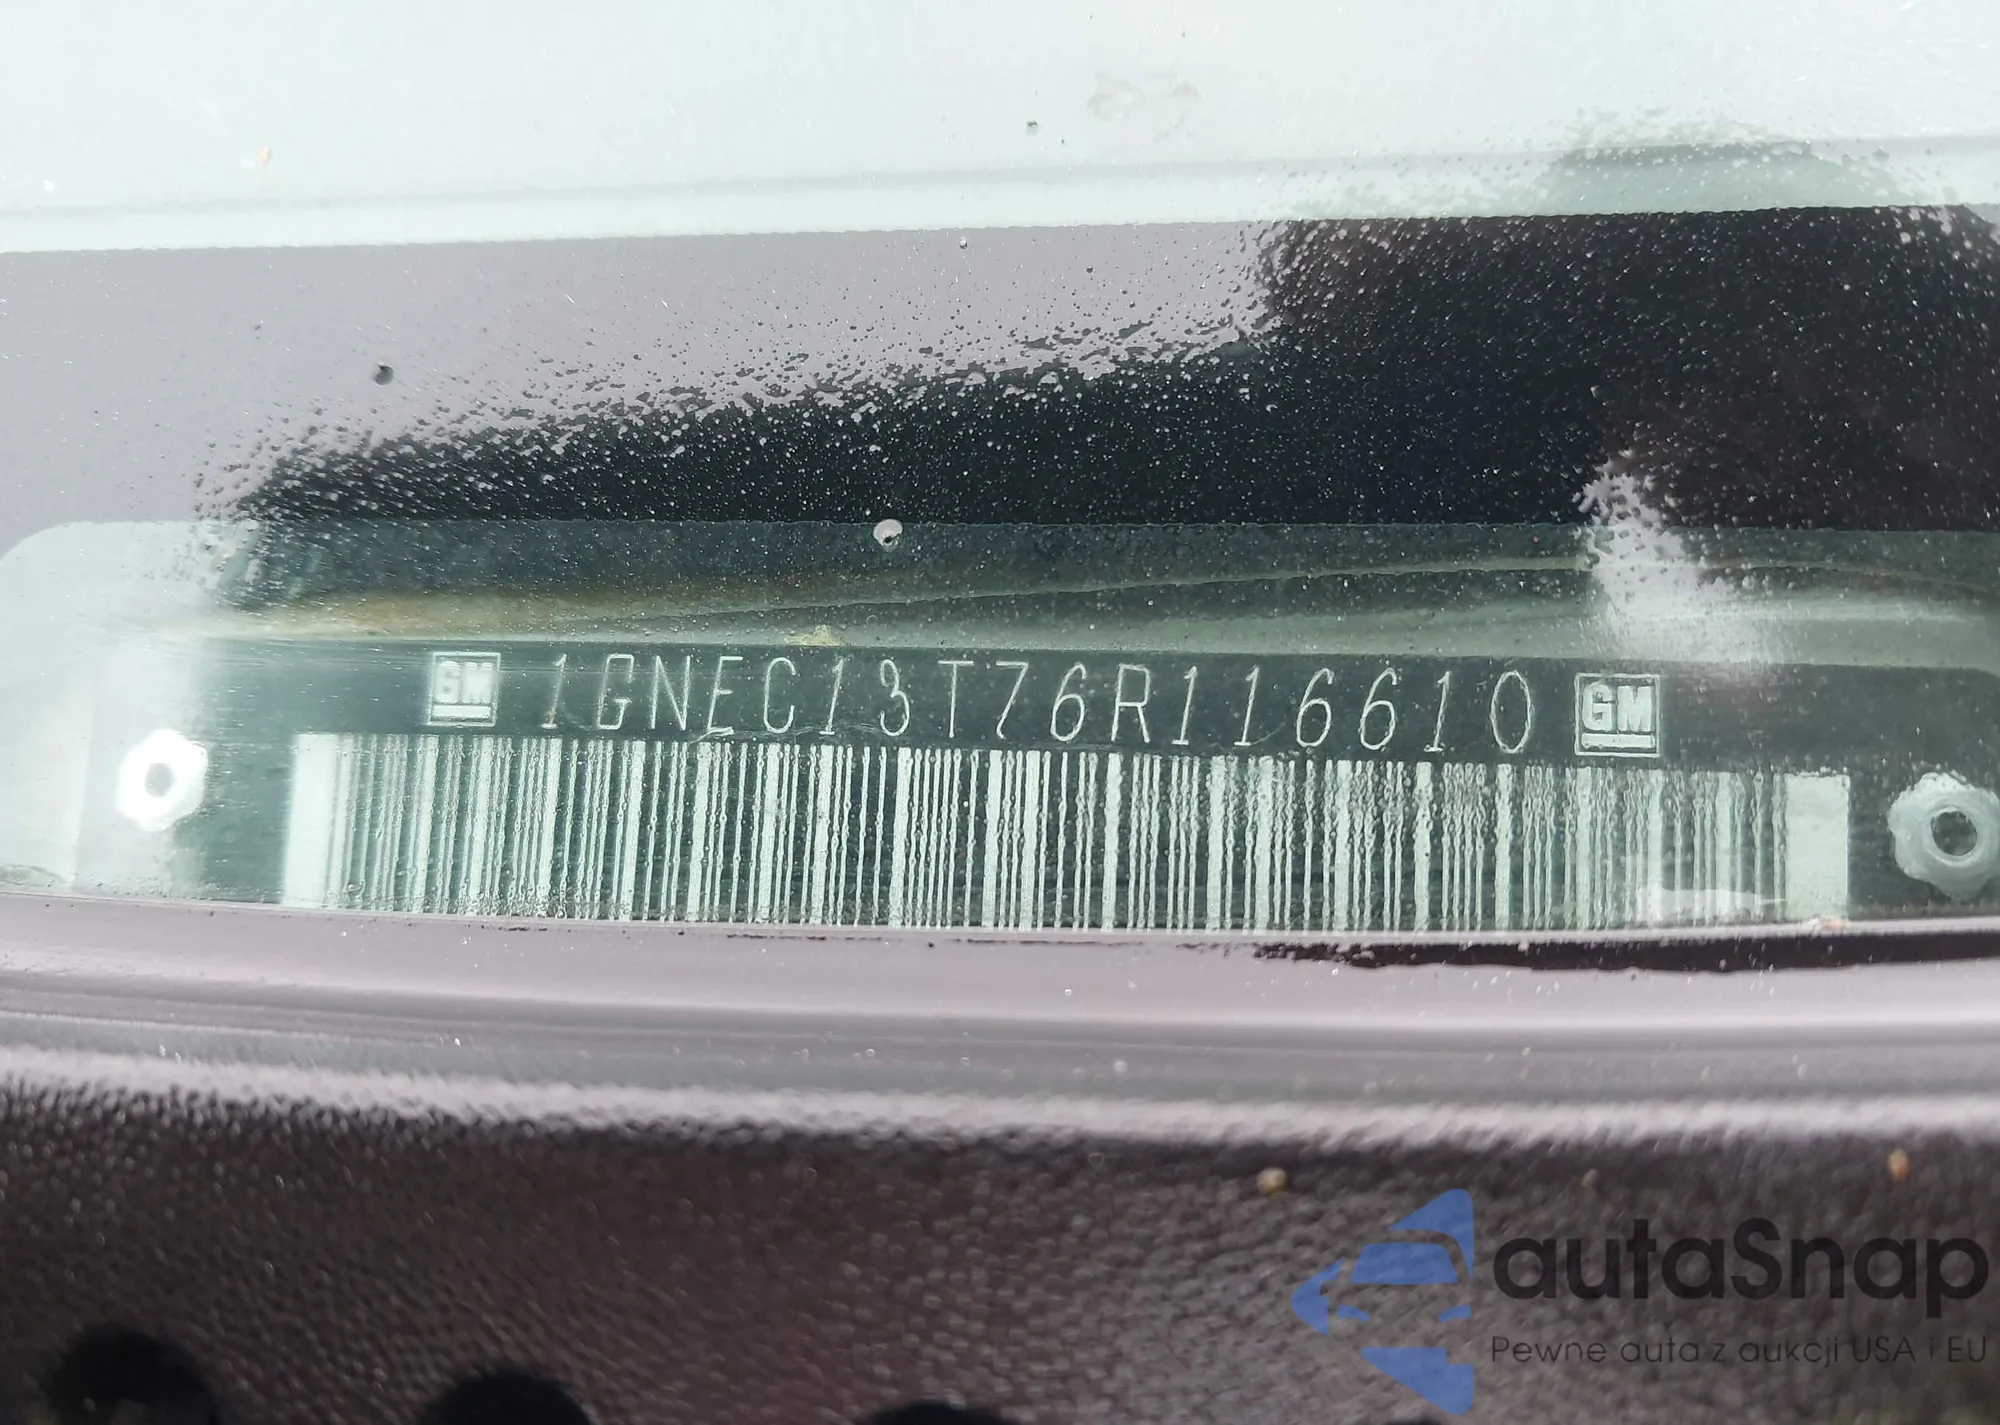 GM 1GNEC13T76R116610 GM
autaSnap
Pewne auta z aukcji USA i EU